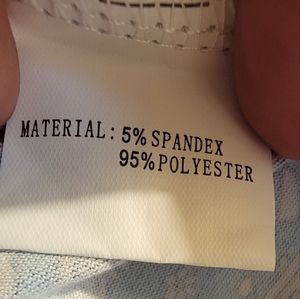 MATERIAL: 5% SPANDEX
95% POLYESTER